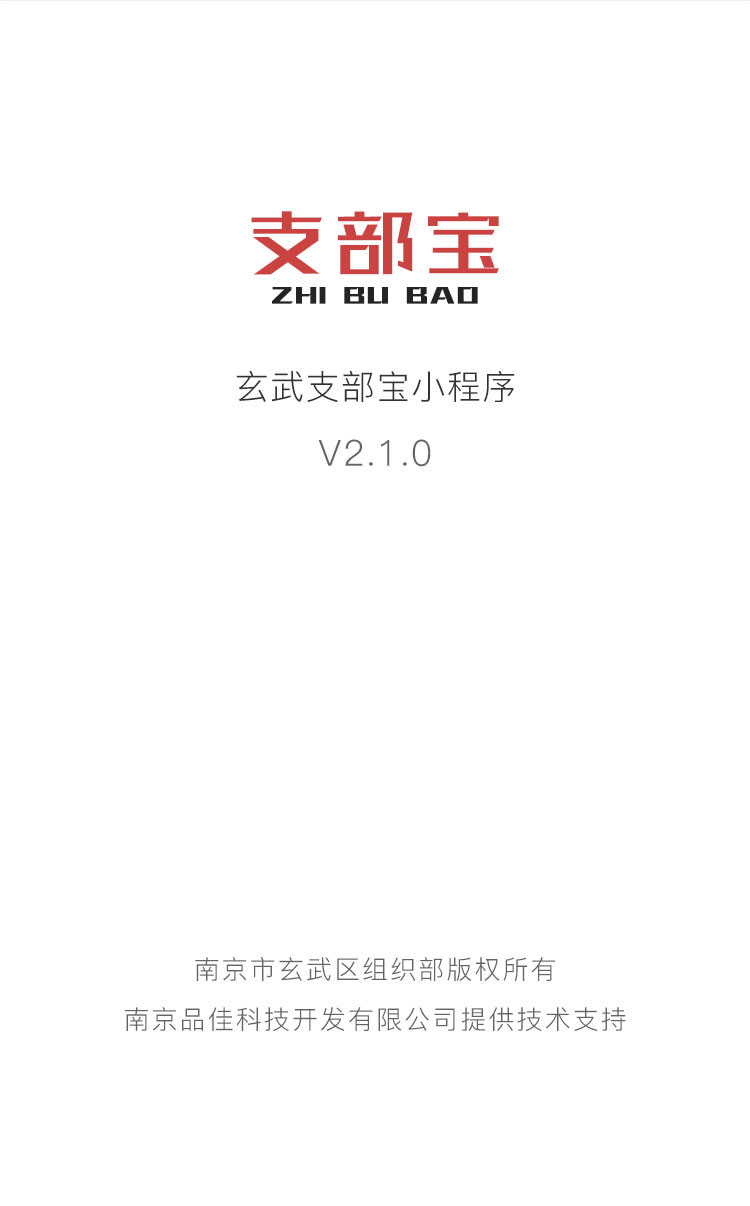 支部宝
ZHI BU BAO
玄武支部宝小程序
V2.1.0
南京市玄武区组织部版权所有
南京品佳科技开发有限公司提供技术支持